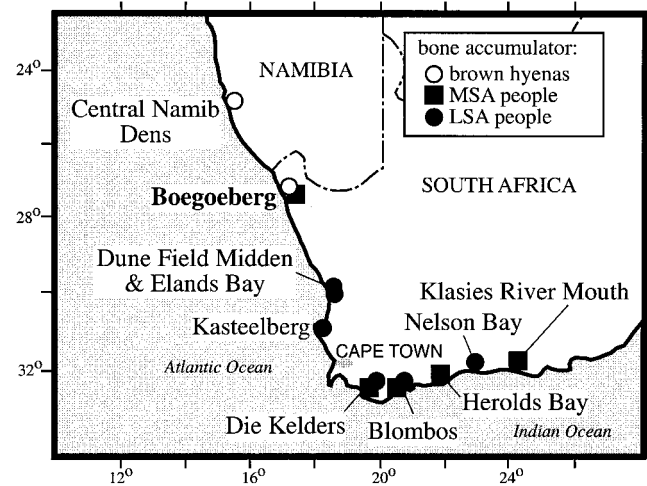 bone accumulator:
brown hyenas
MSA people
LSA people
NAMIBIA
24°
Central Namib
Dens
Boegoeberg
SOUTH AFRICA
28°
Dune Field Midden
& Elands Bay
Klasies River Mouth
Nelson Bay
Kasteelberg
CAPE TOWN
Atlantic Ocean
32°
Herolds Bay
Die Kelders
Blombos
Indian Ocean
12° 16° 20° 24°